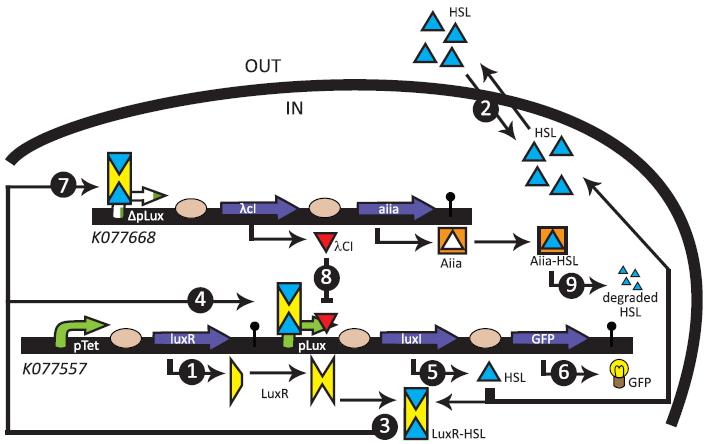 HSL
OUT
IN
2
HSL
7
ΔpLux
λcI
aiia
K077668
λCI
Aiia
Aiia-HSL
8
9
degraded
HSL
4
pTet
luxR
pLux
luxI
GFP
K077557
1
LuxR
5
HSL
6
GFP
3
LuxR-HSL